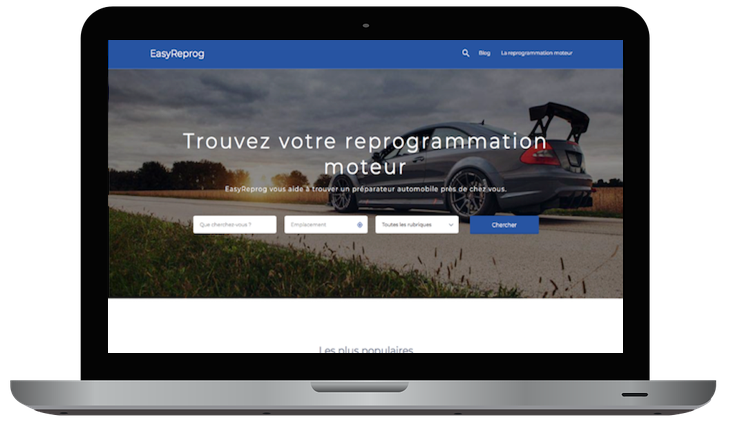 EasyReprog
Blog
La reprogrammation moteur
Trouvez votre reprogrammation
moteur
EasyReprog vous aide à trouver un préparateur automobile près de chez vous.
Que cherchez-vous ?
Emplacement
Toutes les rubriques
Chercher
Les plus populaires